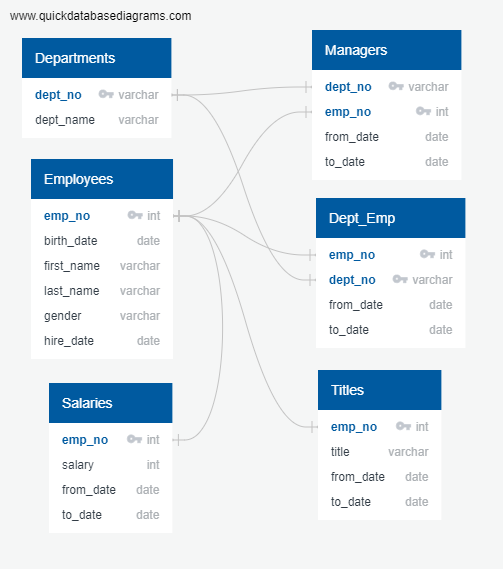 www.quickdatabasediagrams.com
Departments
dept_no varchar
dept_name varchar
Employees
emp_no int
birth_date date
first_name varchar
last_name varchar
gender varchar
hire_date date
Salaries
emp_no int
salary int
from_date date
to_date date
Managers
dept_no varchar
emp_no int
from_date date
to_date date
Dept_Emp
emp_no int
dept_no varchar
from_date date
to_date date
Titles
emp_no int
title varchar
from_date date
to_date date